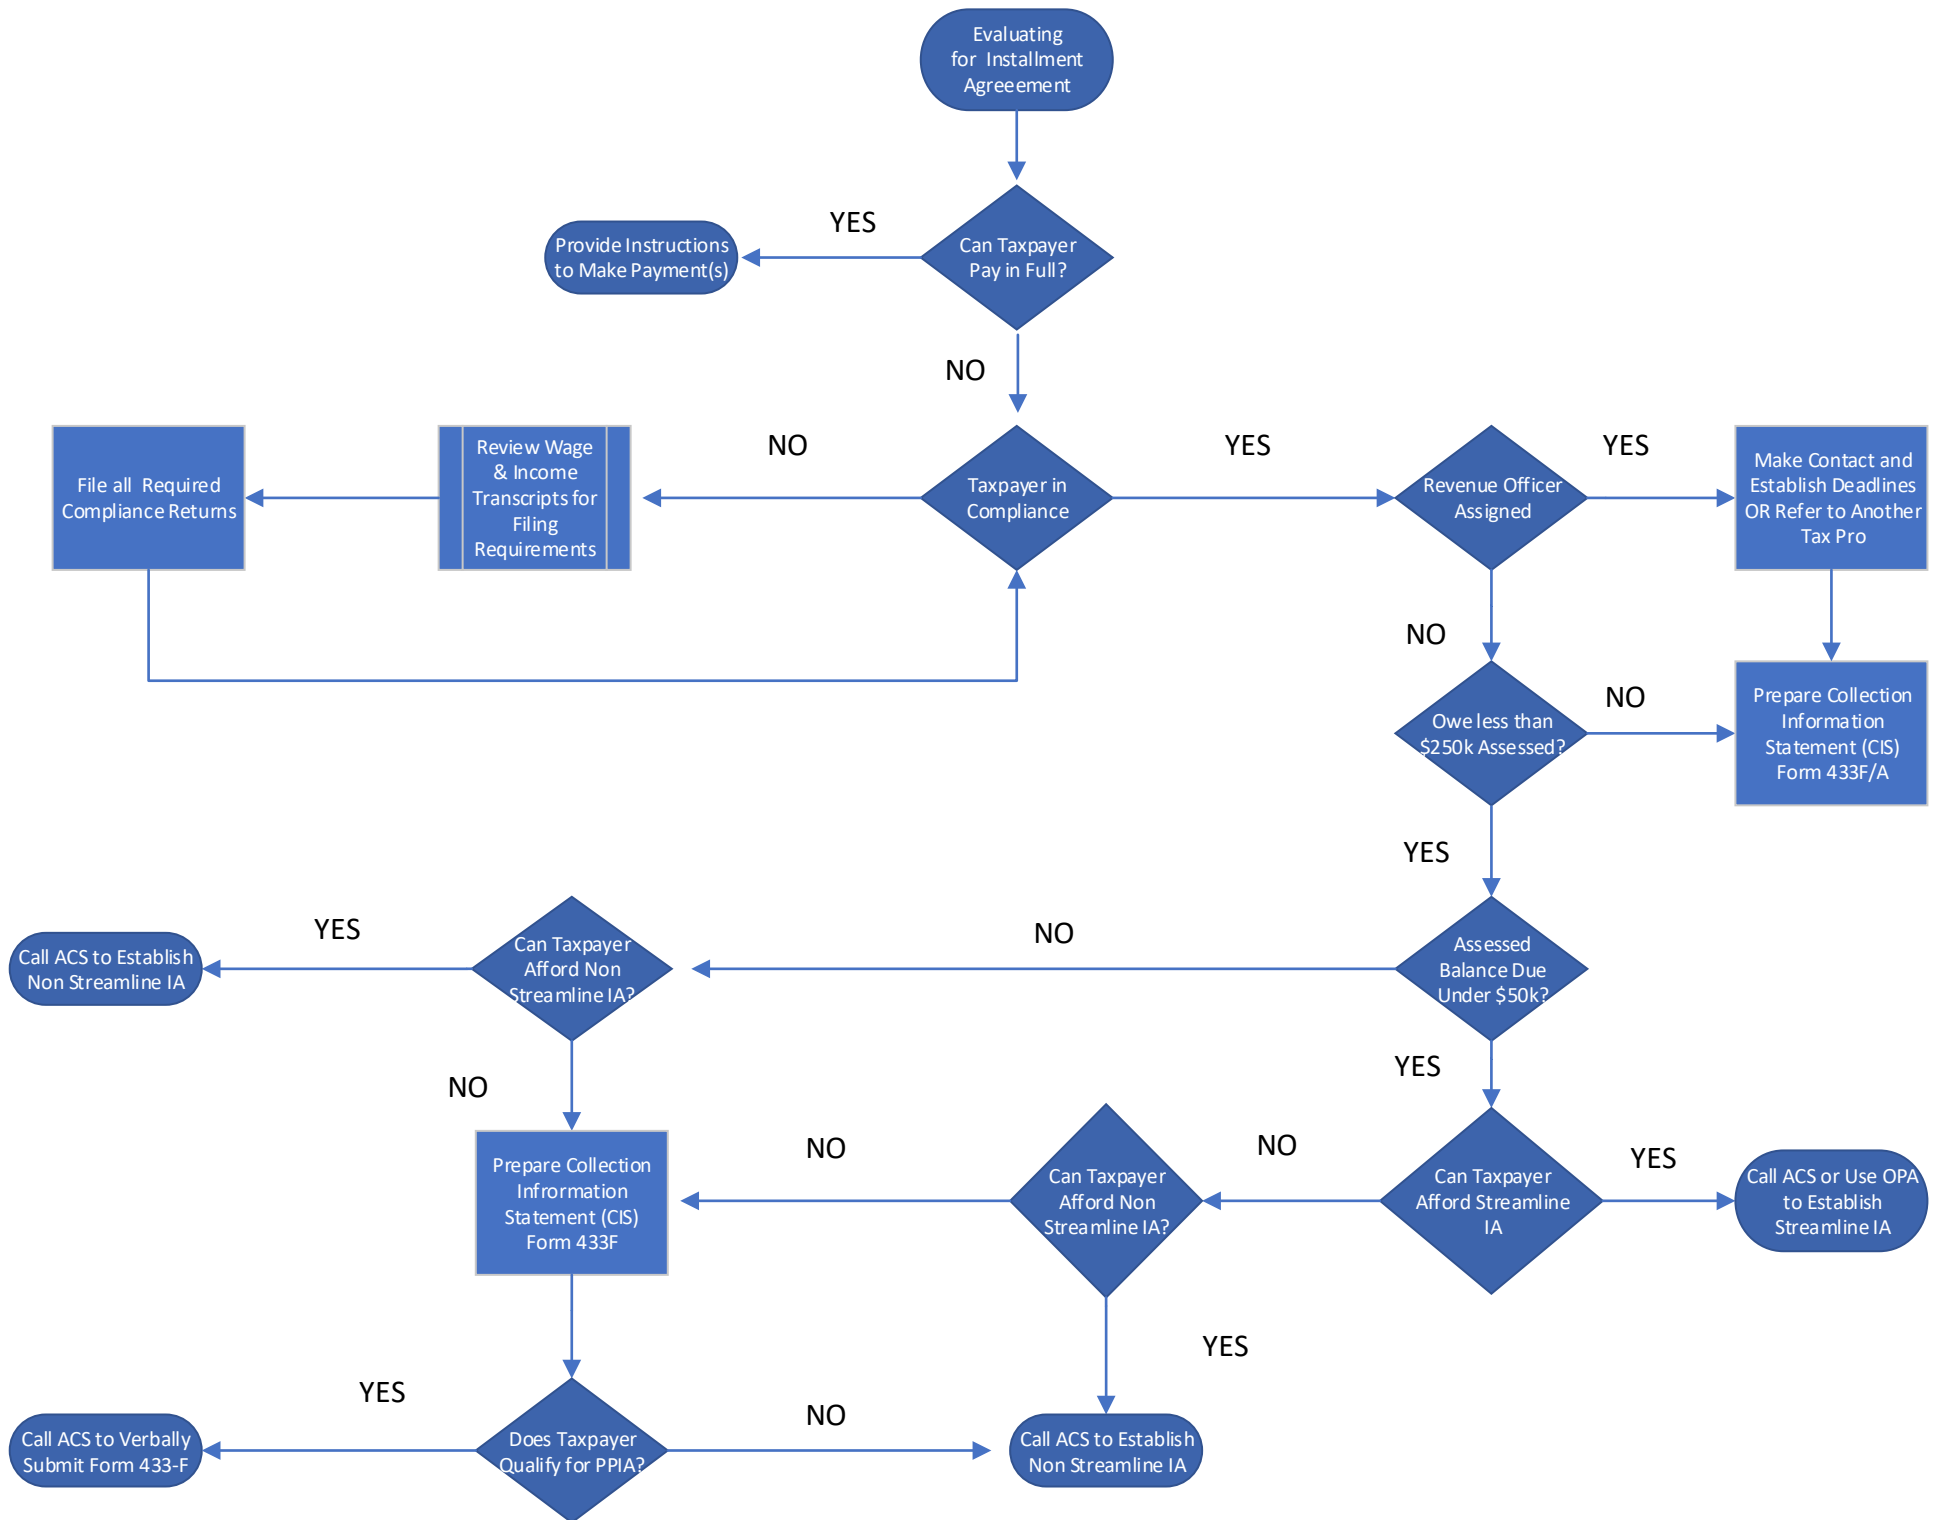 Evaluating
for Installment
Agreeement
YES
Provide Instructions
to Make Payment(s)
Can Taxpayer
Pay in Full?
NO
File all Required
Compliance Returns
Review Wage
& Income
Transcripts for
Filing
Requirements
NO
Taxpayer in
Compliance
YES
Revenue Officer
Assigned
YES
Make Contact and
Establish Deadlines
OR Refer to Another
Tax Pro
NO
Owe less than
$250k Assessed?
NO
Prepare Collection
Information
Statement (CIS)
Form 433F/A
YES
Call ACS to Establish
Non Streamline IA
YES
Can Taxpayer
Afford Non
Streamline IA?
NO
Assessed
Balance Due
Under $50k?
NO
YES
Prepare Collection
Infrormation
Statement (CIS)
Form 433F
NO
Can Taxpayer
Afford Non
Streamline IA?
NO
Can Taxpayer
Afford Streamline
IA
YES
Call ACS or Use OPA
to Establish
Streamline IA
YES
Call ACS to Verbally
Submit Form 433-F
YES
Does Taxpayer
Qualify for PPIA?
NO
Call ACS to Establish
Non Streamline IA